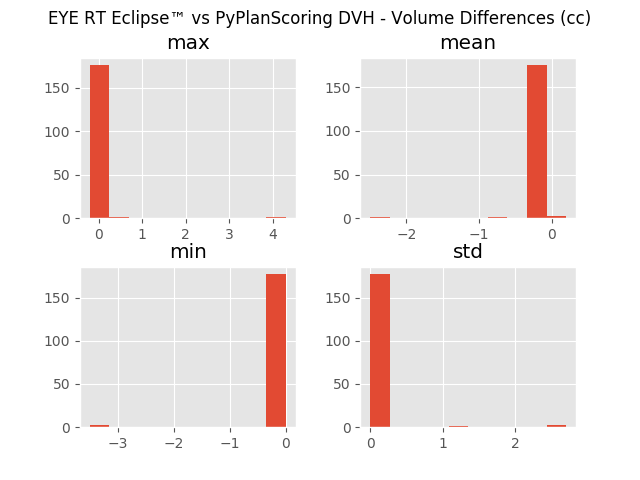 EYE RT Eclipse™ vs PyPlanScoring DVH - Volume Differences (cc)
max
150
100
50
0
0 1 2 3 4
mean
150
100
50
0
−2 −1 0
min
150
100
50
0
−3 −2 −1 0
std
150
100
50
0
0 1 2